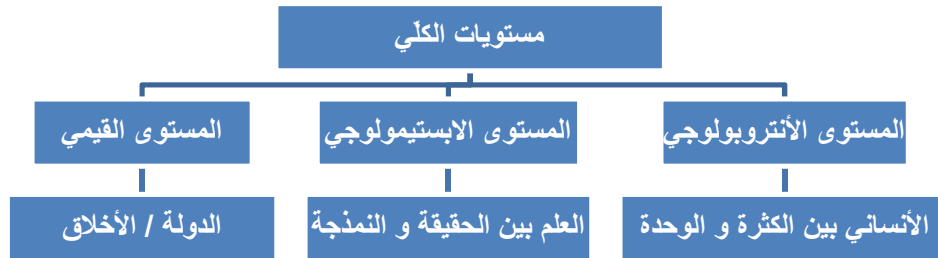 مستويات الكلّي
المستوى الأنتروبولوجي
المستوى الابستيمولوجي
المستوى القيمي
الأنساني بين الكثرة و الوحدة
العلم بين الحقيقة و النمذجة
الدولة / الأخلاق